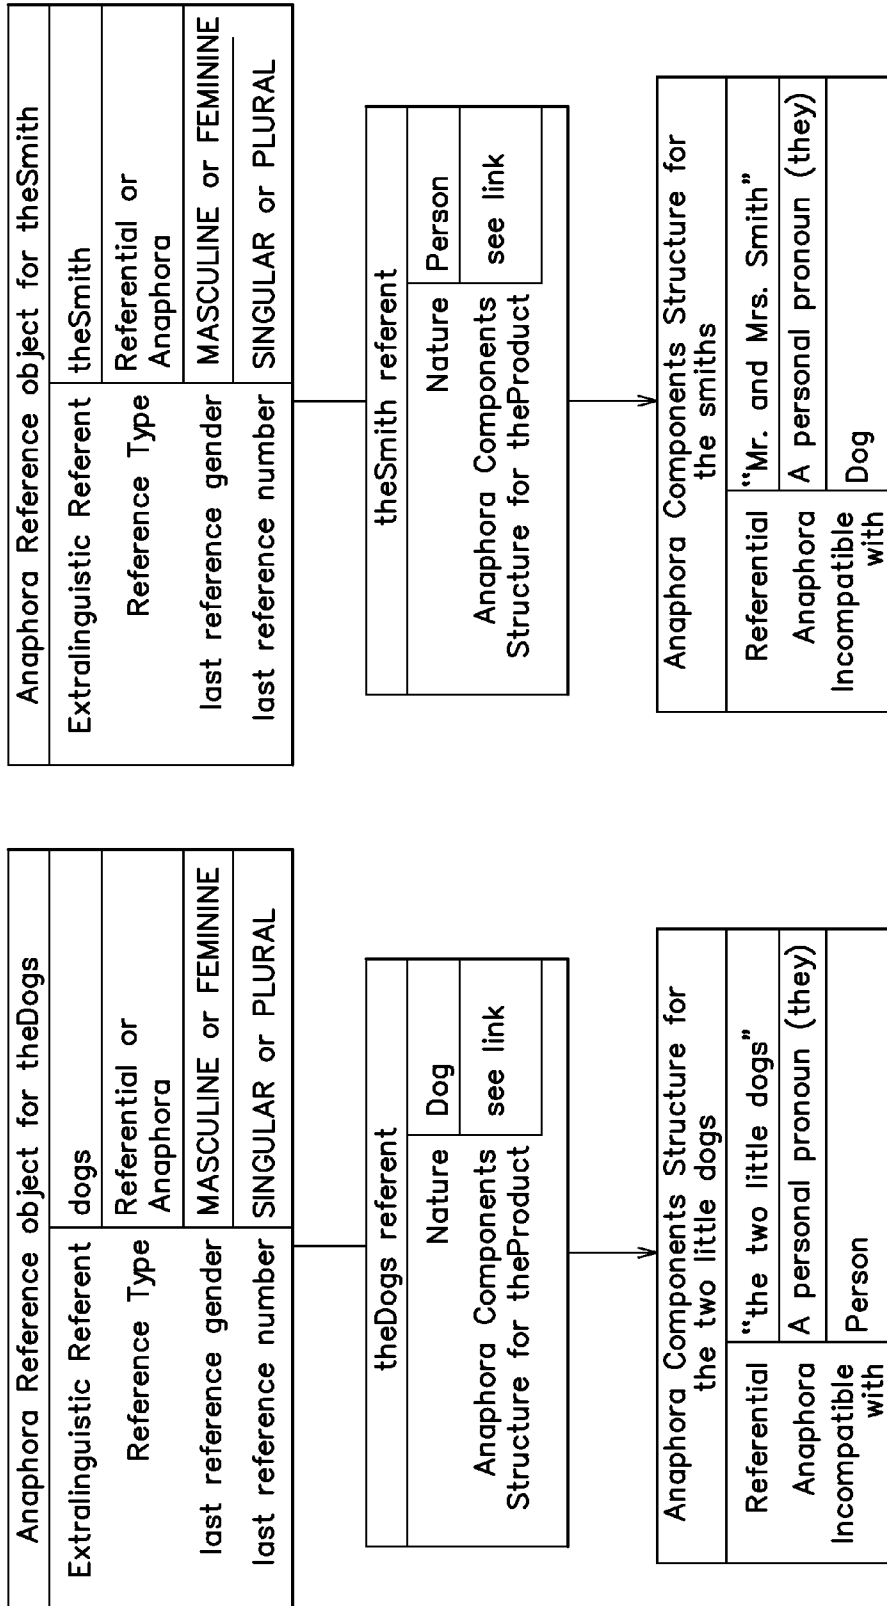 Anaphora Reference object for theDogs
Extralinguistic Referent dogs
Reference Type Referential or
Anaphora
last reference gender MASCULINE or FEMININE
last reference number SINGULAR or PLURAL
theDogs referent
Nature Dog
Anaphora Components see link
Structure for theProduct
Anaphora Components Structure for
the two little dogs
Referential “the two little dogs”
Anaphora A personal pronoun (they)
Incompatible Person
with
Anaphora Reference object for theSmith
Extralinguistic Referent theSmith
Reference Type Referential or
Anaphora
last reference gender MASCULINE or FEMININE
last reference number SINGULAR or PLURAL
theSmith referent
Nature Person
Anaphora Components see link
Structure for theProduct
Anaphora Components Structure for
the smiths
Referential “Mr. and Mrs. Smith”
Anaphora A personal pronoun (they)
Incompatible Dog
with